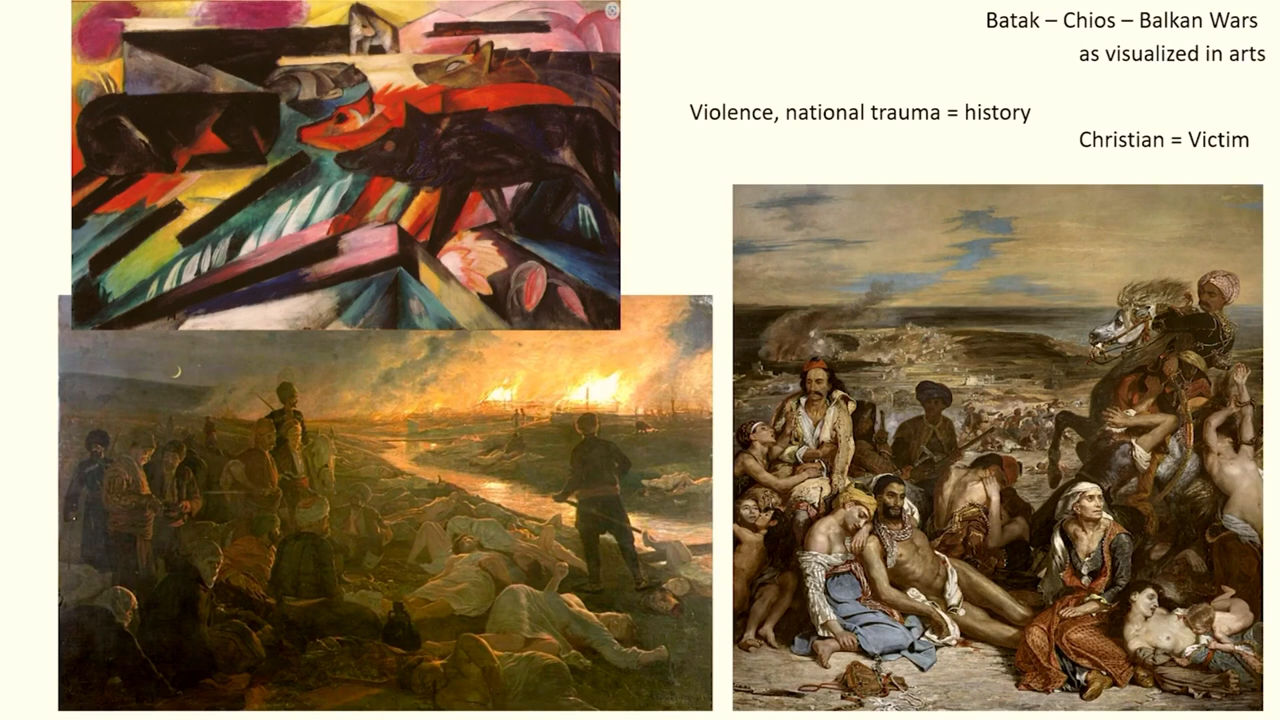 Batak – Chios – Balkan Wars
as visualized in arts
Violence, national trauma = history
Christian = Victim